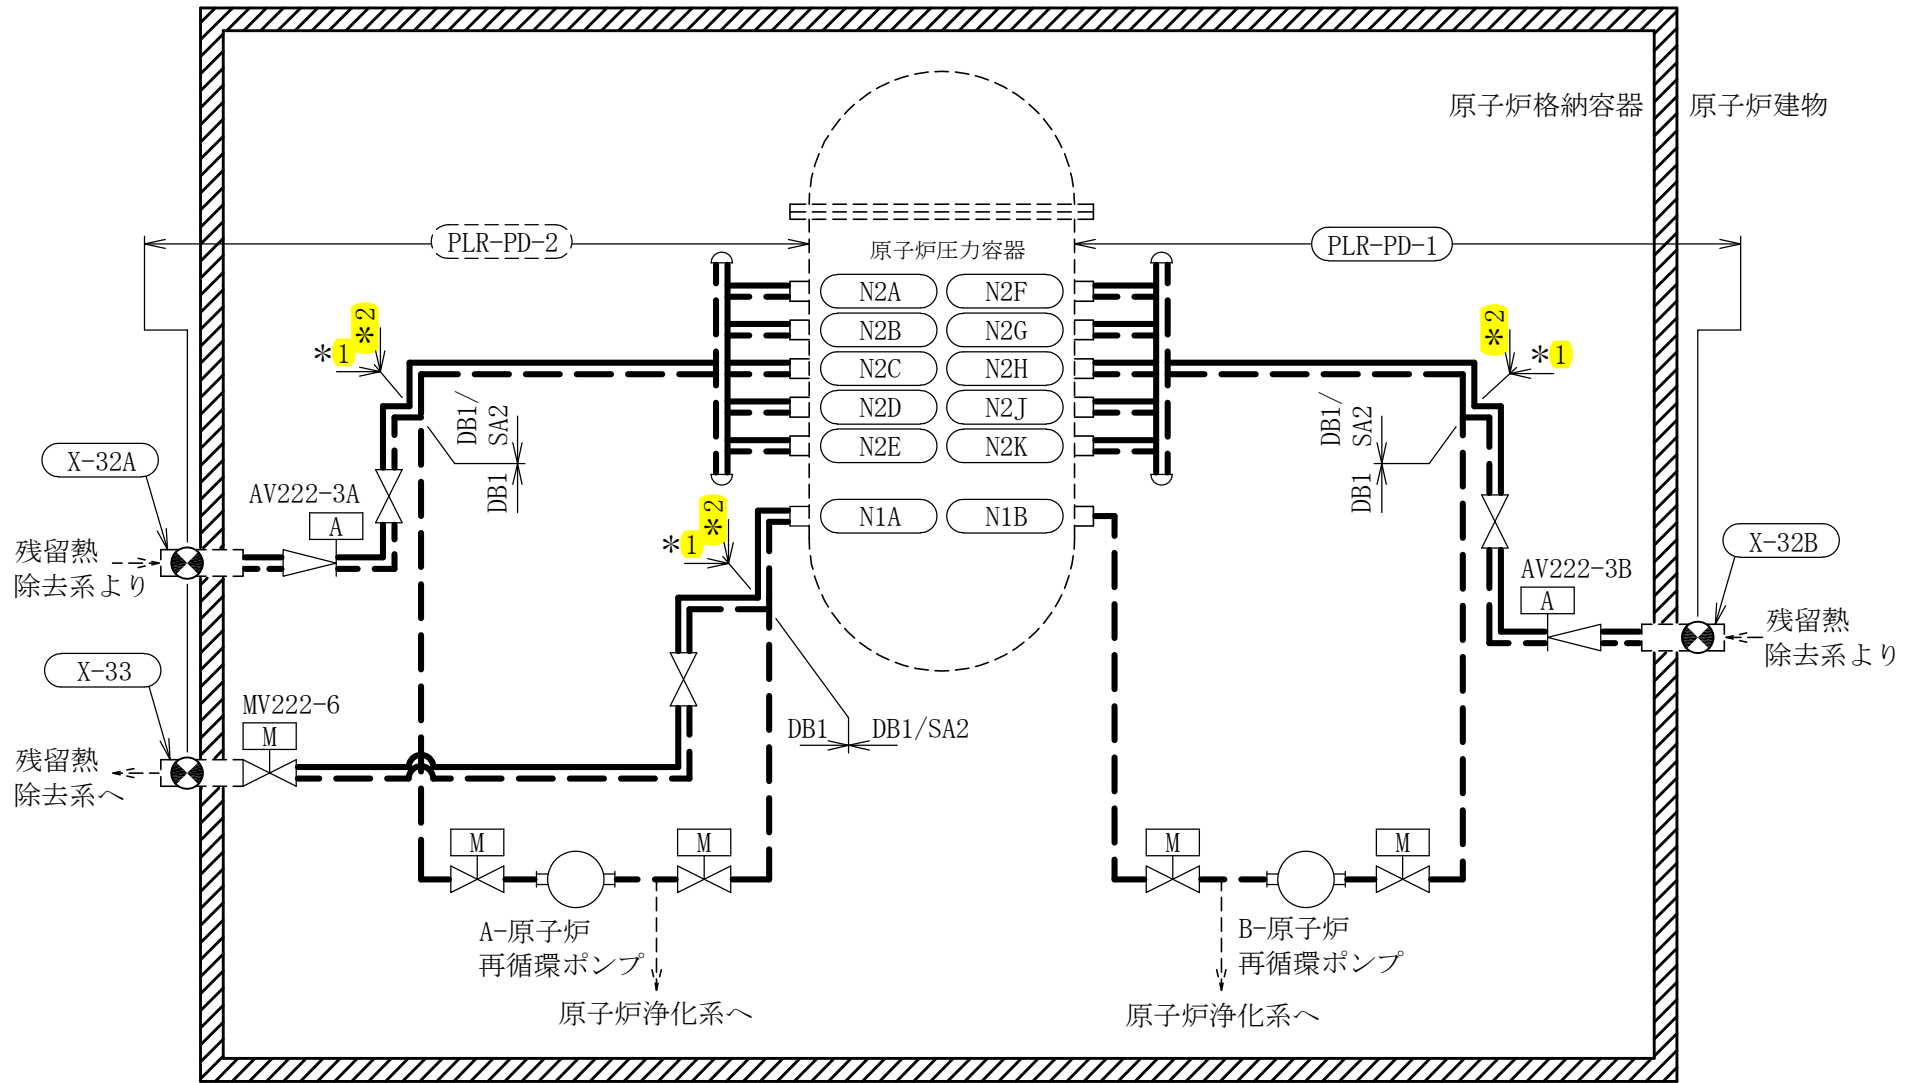 原子炉格納容器
原子炉建物
PLR-PD-2
PLR-PD-1
原子炉圧力容器
N2A
N2F
N2B
N2G
N2C
N2H
N2D
N2J
N2E
N2K
N1A
N1B
*1
*2
*2
*1
DB1/
SA2
DB1
DB1/
SA2
DB1
X-32A
AV222-3A
A
残留熱
除去系より
*1
*2
X-32B
AV222-3B
A
残留熱
除去系より
X-33
MV222-6
M
残留熱
除去系へ
DB1
DB1/SA2
M
M
M
M
A-原子炉
再循環ポンプ
B-原子炉
再循環ポンプ
原子炉浄化系へ
原子炉浄化系へ